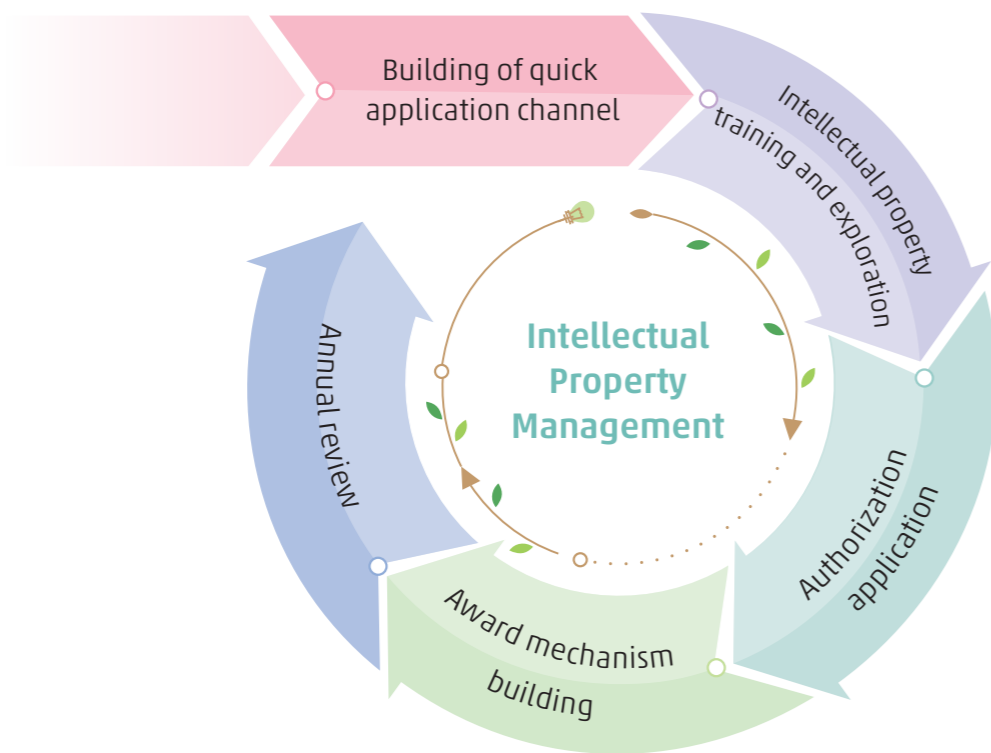 Building of quick
application channel
Intellectual property
training and exploration
Authorization
application
Award mechanism
building
Annual review
Intellectual
Property
Management